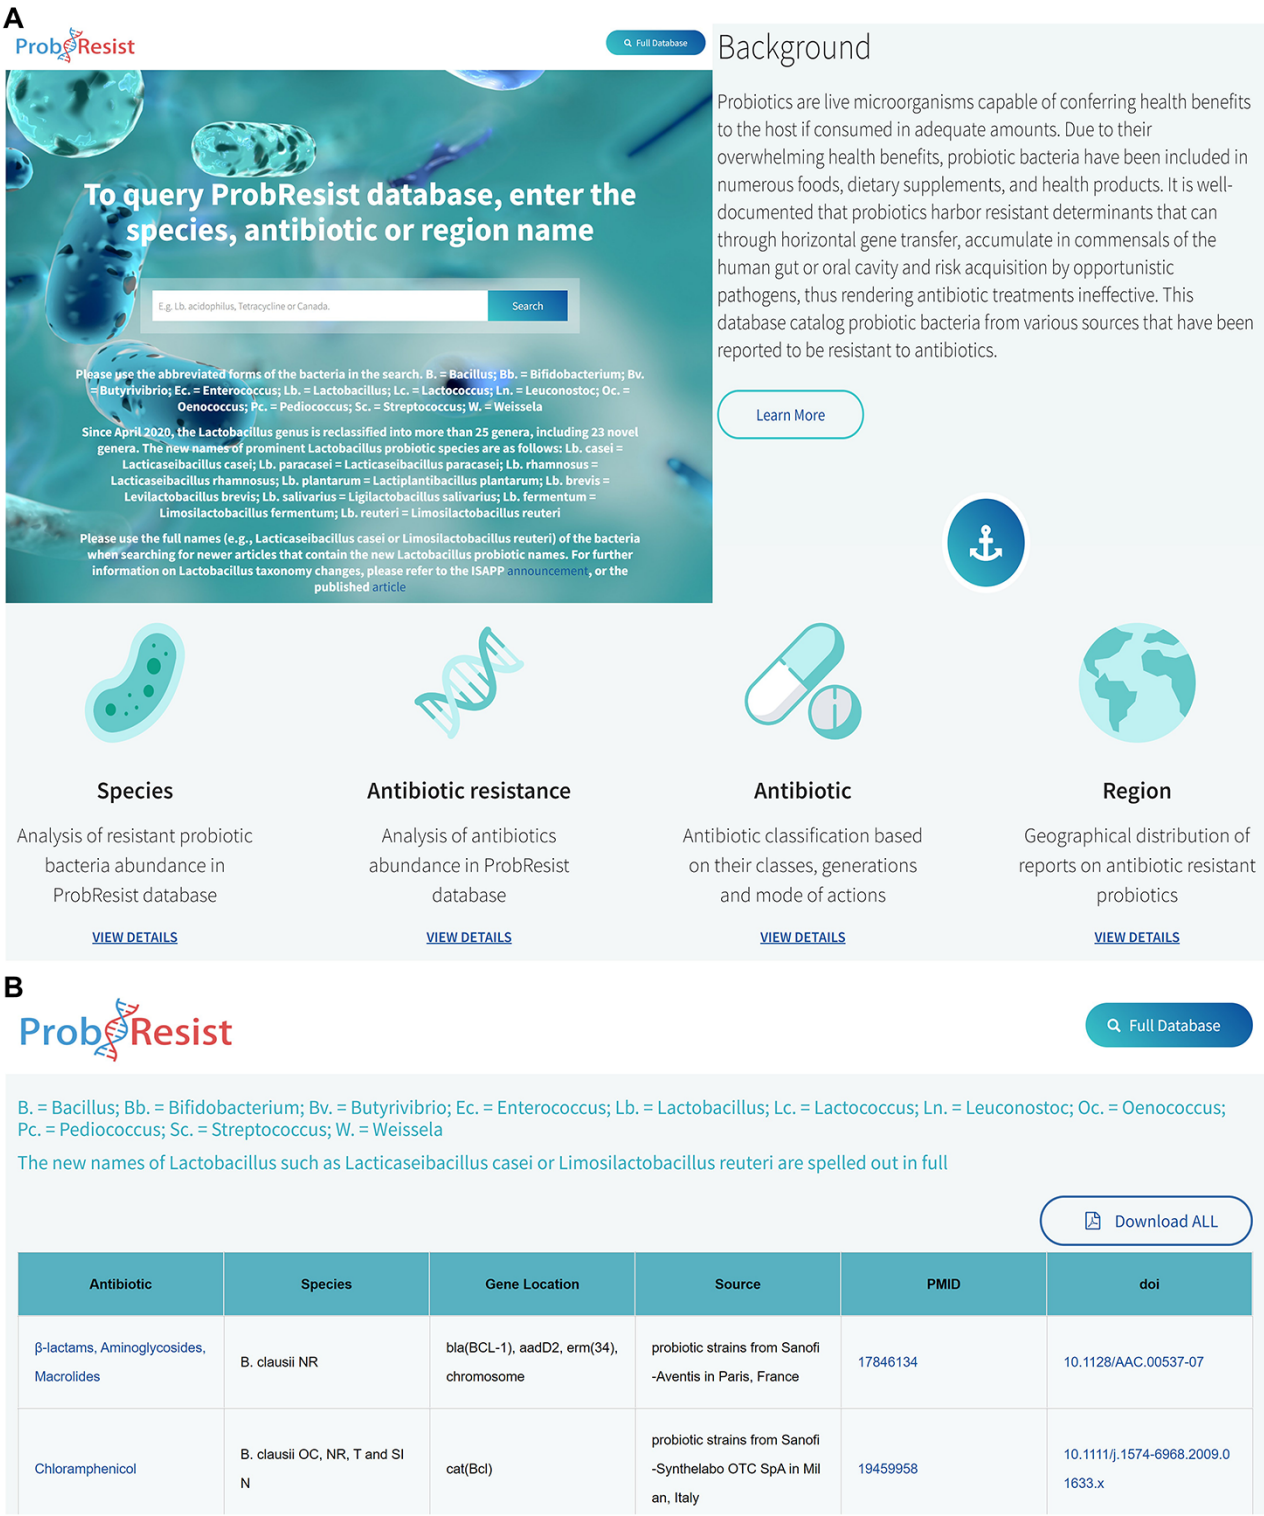 A
ProbResist
Full Database
To query ProbResist database, enter the
species, antibiotic or region name
E.g. Lb. acidophilus, Tetracycline or Canada.
Search
Please use the abbreviated forms of the bacteria in the search. B. = Bacillus; Bb. = Bifidobacterium; Bv.
= Butyrivibrio; Ec. = Enterococcus; Lb. = Lactobacillus; Lc. = Lactococcus; Ln. = Leuconostoc; Oc. =
Oenococcus; Pc. = Pediococcus; Sc. = Streptococcus; W. = Weissela
Since April 2020, the Lactobacillus genus is reclassified into more than 25 genera, including 23 novel
genera. The new names of prominent Lactobacillus probiotic species are as follows: Lb. casei =
Lacticaseibacillus casei; Lb. paracasei = Lacticaseibacillus paracasei; Lb. rhamnosus =
Lacticaseibacillus rhamnosus; Lb. plantarum = Lactiplantibacillus plantarum; Lb. brevis =
Levilactobacillus brevis; Lb. salivarius = Ligilactobacillus salivarius; Lb. fermentum =
Limosilactobacillus fermentum; Lb. reuteri = Limosilactobacillus reuteri
Please use the full names (e.g., Lacticaseibacillus casei or Limosilactobacillus reuteri) of the bacteria
when searching for newer articles that contain the new Lactobacillus probiotic names. For further
information on Lactobacillus taxonomy changes, please refer to the ISAPP announcement, or the
published article
Background
Probiotics are live microorganisms capable of conferring health benefits
to the host if consumed in adequate amounts. Due to their
overwhelming health benefits, probiotic bacteria have been included in
numerous foods, dietary supplements, and health products. It is well-
documented that probiotics harbor resistant determinants that can
through horizontal gene transfer, accumulate in commensals of the
human gut or oral cavity and risk acquisition by opportunistic
pathogens, thus rendering antibiotic treatments ineffective. This
database catalog probiotic bacteria from various sources that have been
reported to be resistant to antibiotics.
Learn More
Species
Analysis of resistant probiotic
bacteria abundance in
ProbResist database
VIEW DETAILS
Antibiotic resistance
Analysis of antibiotics
abundance in ProbResist
database
VIEW DETAILS
Antibiotic
Antibiotic classification based
on their classes, generations
and mode of actions
VIEW DETAILS
Region
Geographical distribution of
reports on antibiotic resistant
probiotics
VIEW DETAILS
B
ProbResist
Full Database
B. = Bacillus; Bb. = Bifidobacterium; Bv. = Butyrivibrio; Ec. = Enterococcus; Lb. = Lactobacillus; Lc. = Lactococcus; Ln. = Leuconostoc; Oc. = Oenococcus;
Pc. = Pediococcus; Sc. = Streptococcus; W. = Weissela
The new names of Lactobacillus such as Lacticaseibacillus casei or Limosilactobacillus reuteri are spelled out in full
Download ALL
Antibiotic Species Gene Location Source PMID doi
β-lactams, Aminoglycosides,
Macrolides
B. clausii NR
bla(BCL-1), aadD2, erm(34),
chromosome
probiotic strains from Sanofi
-Aventis in Paris, France
17846134
10.1128/AAC.00537-07
Chloramphenicol
B. clausii OC, NR, T and SI
N
cat(Bcl)
probiotic strains from Sanofi
-Synthelabo OTC SpA in Mil
an, Italy
19459958
10.1111/j.1574-6968.2009.0
1633.x